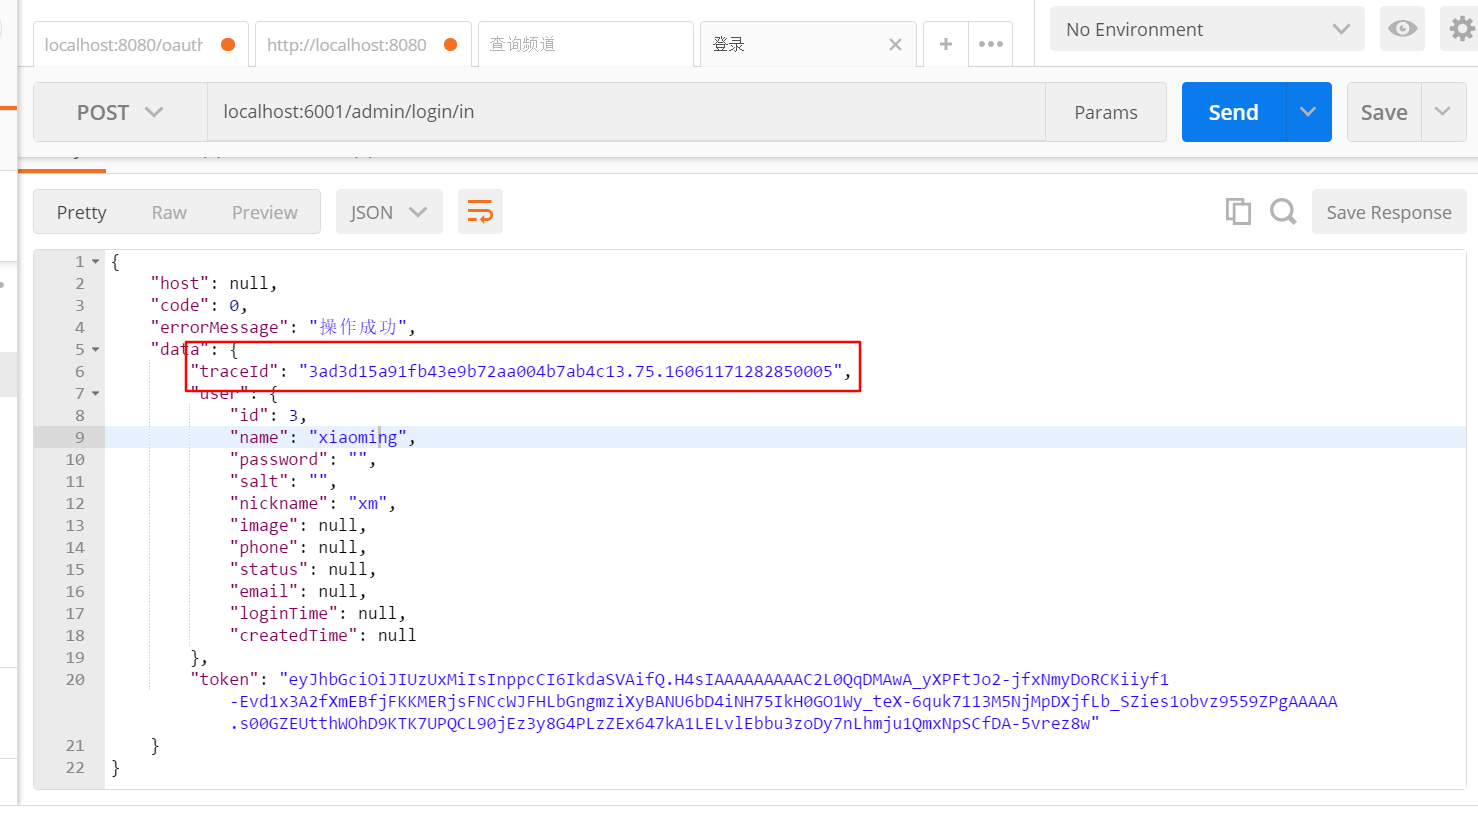 localhost:8080/oauth
http://localhost:8080
查询频道
登录
No Environment
POST
localhost:6001/admin/login/in
Params
Send
Save
Pretty
Raw
Preview
JSON
Save Response
1 {
2 "host": null,
3 "code": 0,
4 "errorMessage": "操作成功",
5 "data": {
6 "traceId": "3ad3d15a91fb43e9b72aa004b7ab4c13.75.16061171282850005",
7 "user": {
8 "id": 3,
9 "name": "xiaoming",
10 "password": "",
11 "salt": "",
12 "nickname": "xm",
13 "image": null,
14 "phone": null,
15 "status": null,
16 "email": null,
17 "loginTime": null,
18 "createdTime": null
19 },
20 "token": "eyJhbGciOiJIUzUxMiIsInppcCI6IkdaSVAifQ.H4sIAAAAAAAAAC2L0QqDMAwA_yXPFtJo2-jfxNmyDoRCKiiyf1
-Evd1x3A2fXmEBfjFKKMERjsFNCcWJFHLbGngmziXyBANU6bD4iNH75IkH0GO1Wy_teX-6quk7113M5NjMpDXjfLb_SZies1obvz9559ZPgAAAAA
.s00GZEUtthWOhD9KTK7UPQCL90jEz3y8G4PLzZEx647kA1LELvlEbbu3zoDy7nLhmju1QmxNpSCfDA-5vrez8w"
21 }
22 }